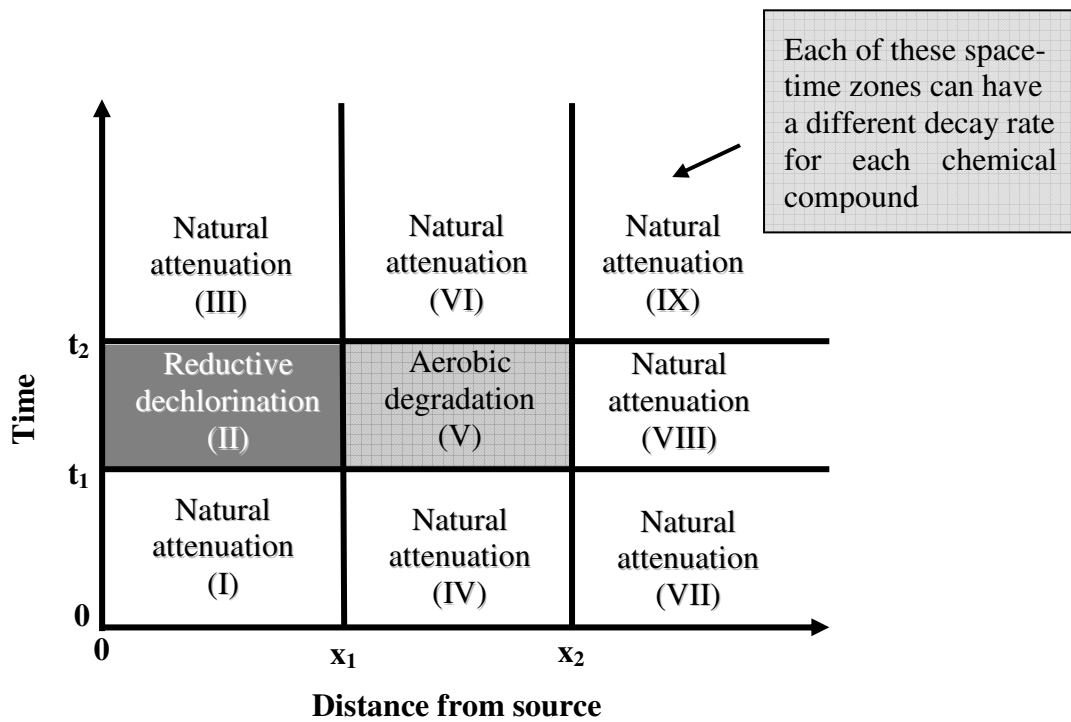 Each of these space-
time zones can have
a different decay rate
for each chemical
compound
Natural
attenuation
(III)
Natural
attenuation
(VI)
Natural
attenuation
(IX)
t2
Reductive
dechlorination
(II)
Aerobic
degradation
(V)
Natural
attenuation
(VIII)
Time
t1
Natural
attenuation
(I)
Natural
attenuation
(IV)
Natural
attenuation
(VII)
0
0
x1
x2
Distance from source